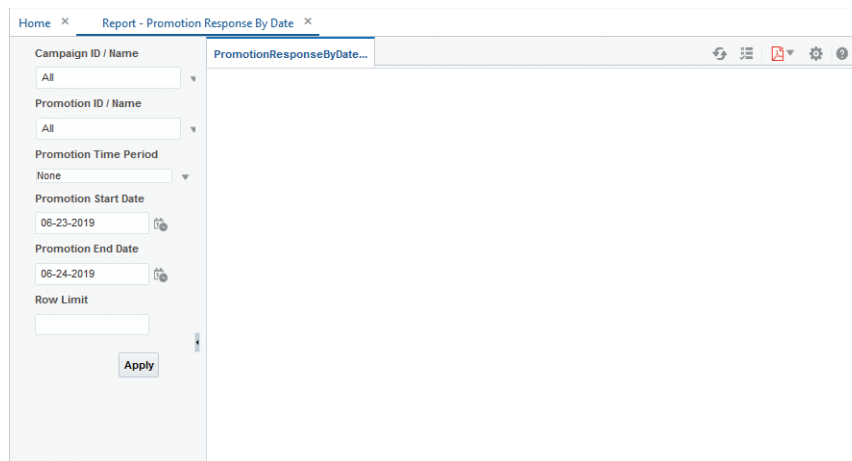 Home ×
Report - Promotion Response By Date ×
Campaign ID / Name
All
Promotion ID / Name
All
Promotion Time Period
None
Promotion Start Date
06-23-2019
Promotion End Date
06-24-2019
Row Limit
Apply
PromotionResponseByDate...